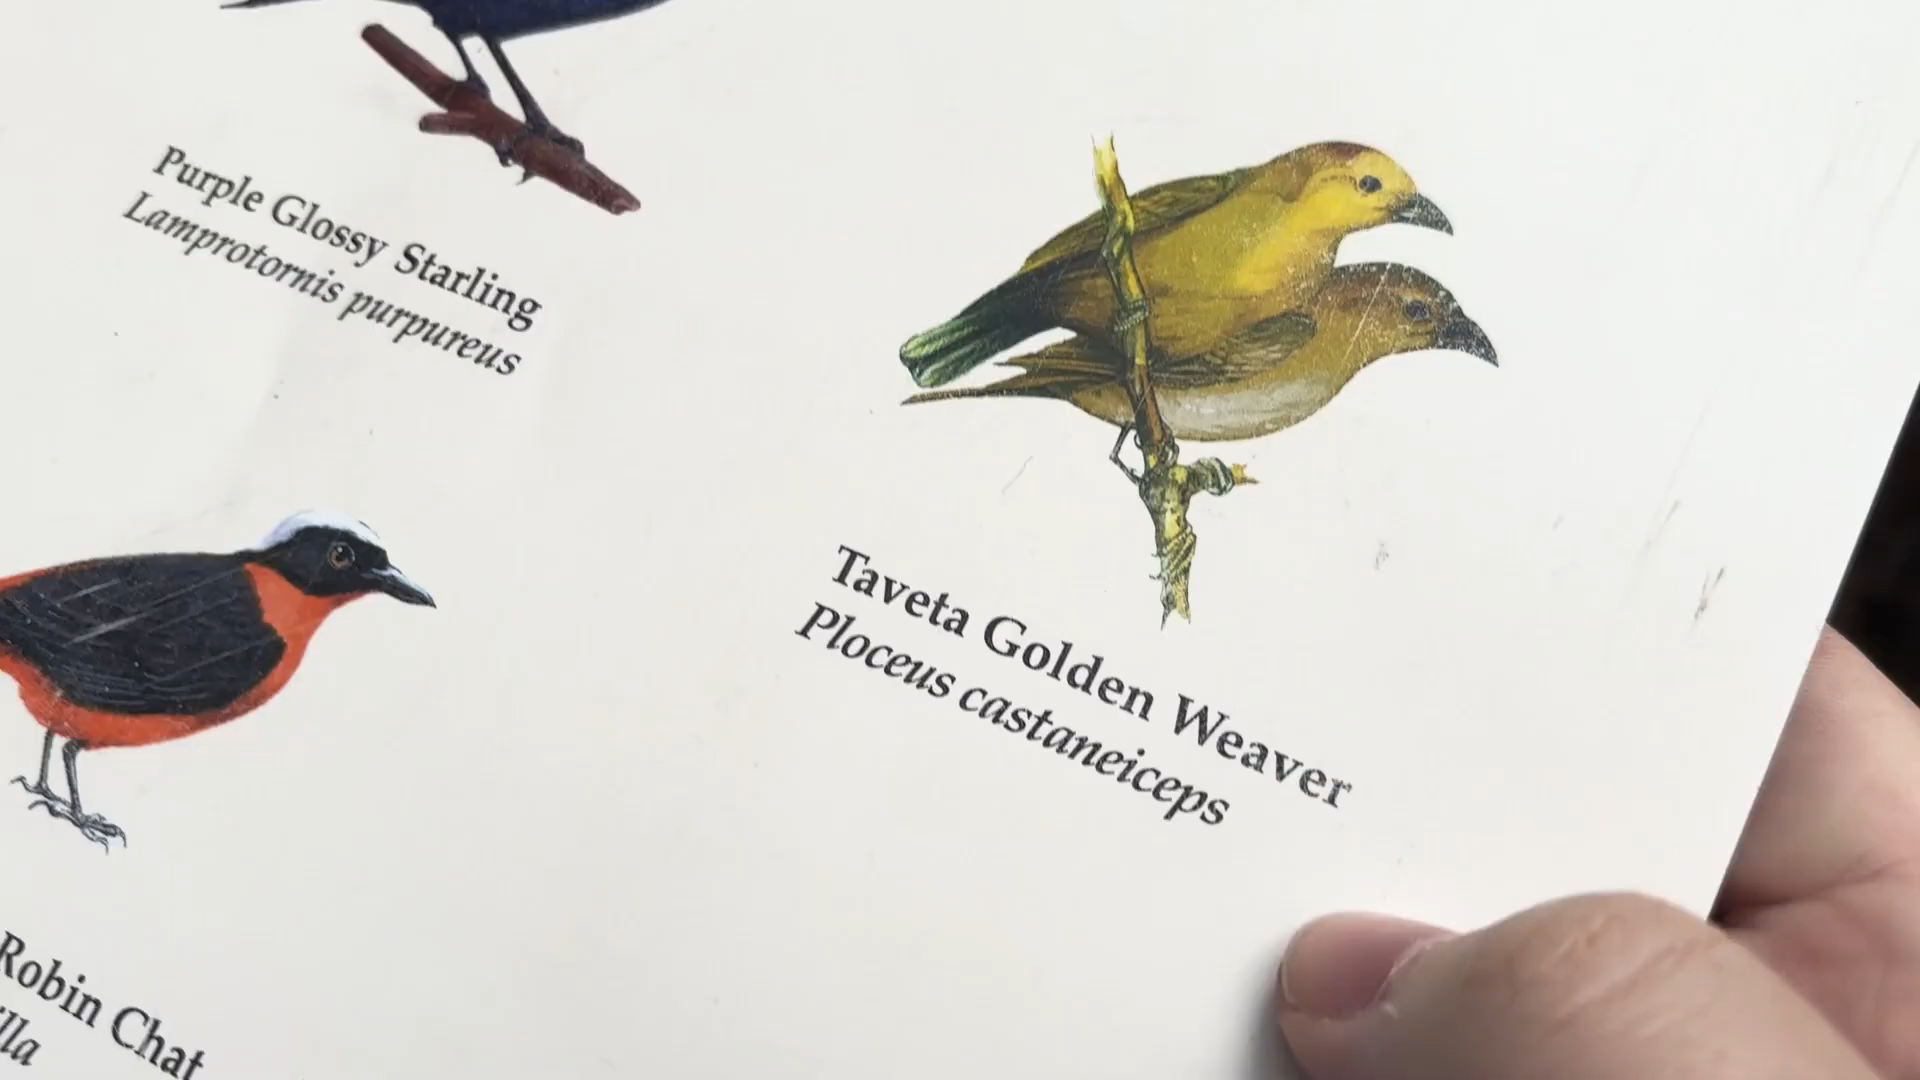 Purple Glossy Starling
Lamprotornis purpureus
Taveta Golden Weaver
Ploceus castaneiceps
Robin Chat